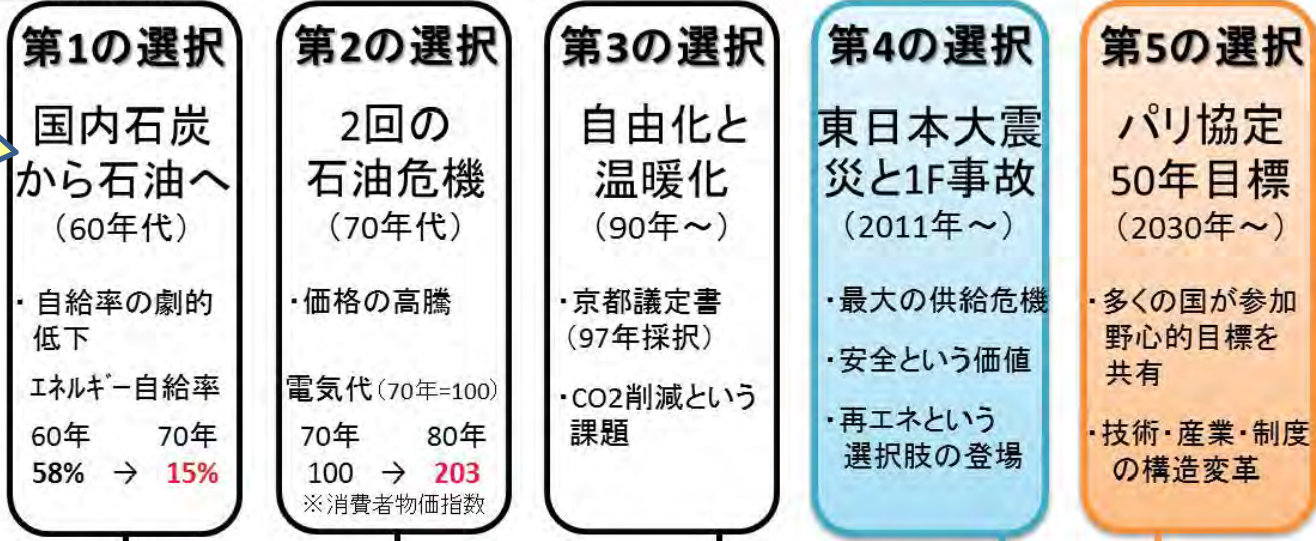 第1の選択
国内石炭
から石油へ
（60年代）
・自給率の劇的
低下
エネルギー自給率
60年 70年
58% → 15%
第2の選択
2回の
石油危機
（70年代）
・価格の高騰
電気代（70年=100）
70年 80年
100 → 203
※消費者物価指数
第3の選択
自由化と
温暖化
（90年～）
・京都議定書
（97年採択）
・CO2削減という
課題
第4の選択
東日本大震
災と1F事故
（2011年～）
・最大の供給危機
・安全という価値
・再エネという
選択肢の登場
第5の選択
パリ協定
50年目標
（2030年～）
・多くの国が参加
野心的目標を
共有
・技術・産業・制度
の構造変革